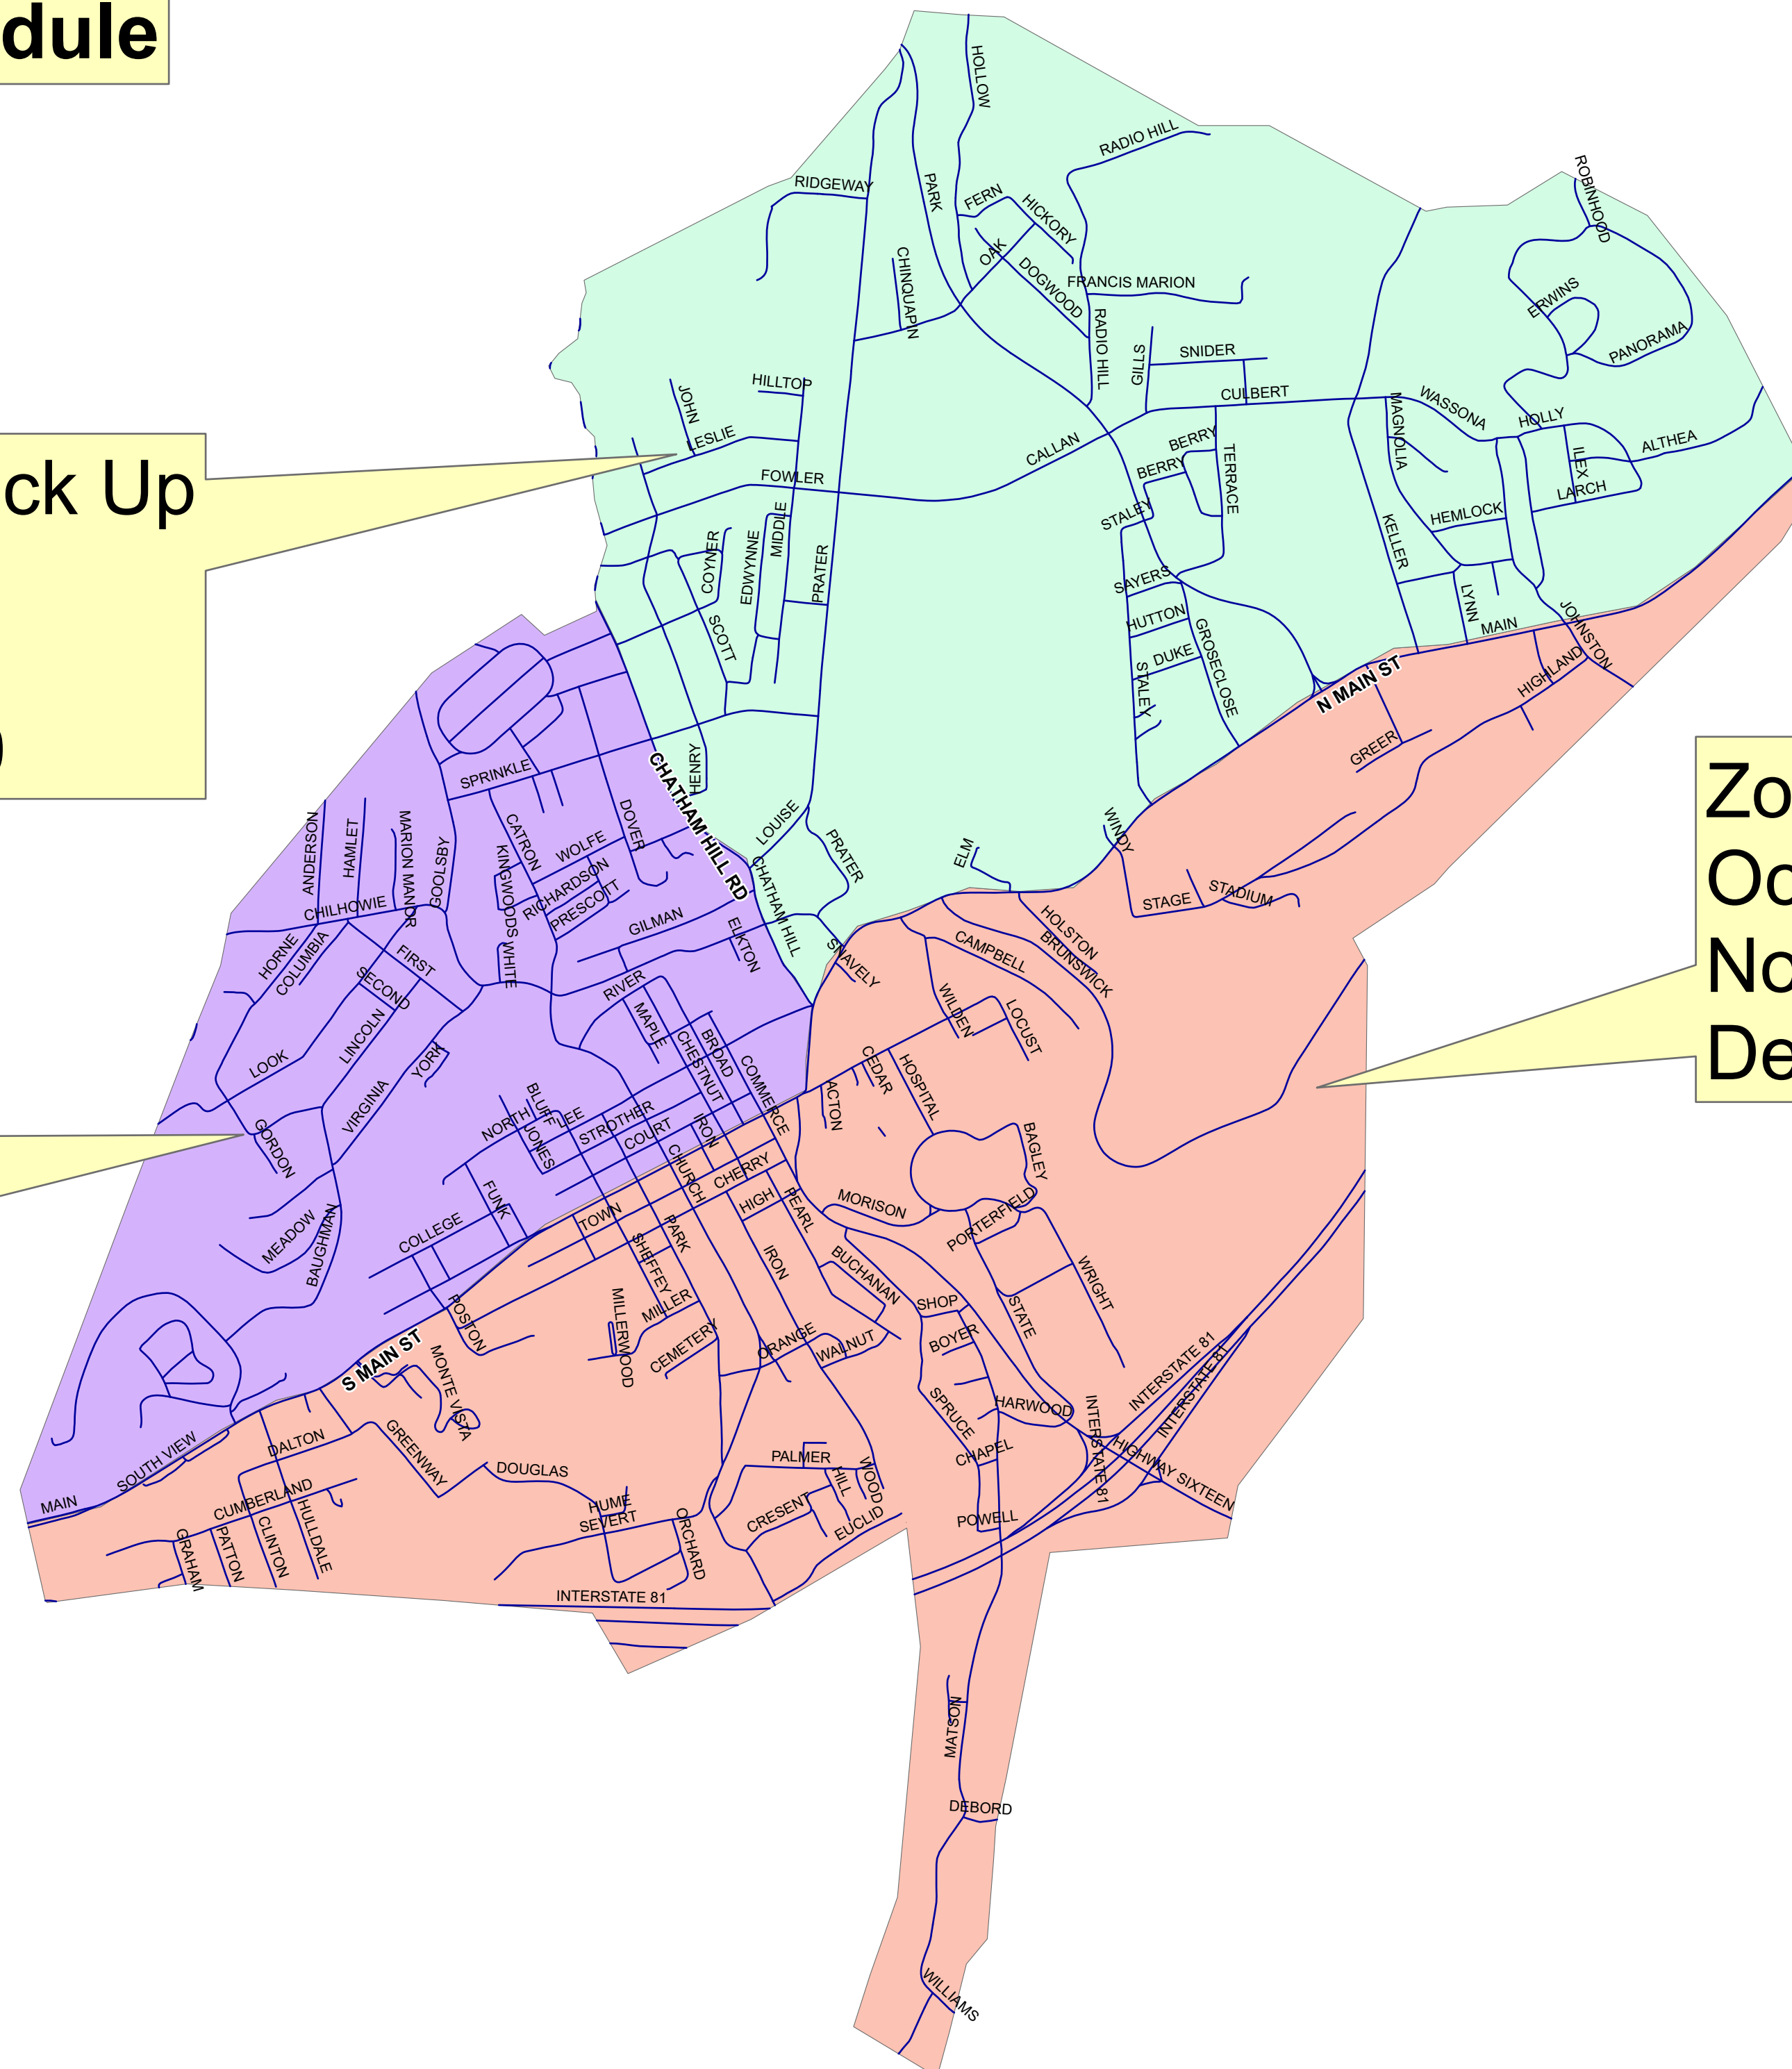 dule
HOLLOW
RADIO HILL
ROBINHOOD
RIDGEWAY
PARK
FERN
HICKORY
OAK
CHINQUAPIN
DOGWOOD
FRANCIS MARION
ERWINS
PANORAMA
RADIO HILL
GILLS
SNIDER
JOHN
HILLTOP
CULBERT
MAGNOLIA
WASSONA
HOLLY
LESLIE
CALLAN
BERRY
ALTHEA
ck Up
FOWLER
BERRY
TERRACE
ILEX
LARCH
STALEY
HEMLOCK
MIDDLE
KELLER
COYNER
EDWYNNE
PRATER
SAYERS
LYNN
HUTTON
MAIN
JOHNSTON
SCOTT
GROSECLOSE
DUKE
STALEY
N MAIN ST
HIGHLAND
)
CHATHAM HILL RD
HENRY
GREER
SPRINKLE
Zo
ANDERSON
HAMLET
MARION MANOR
GOOLSBY
CATRON
WOLFE
DOVER
LOUISE
PRATER
ELM
WINDY
KINGWOODS
RICHARDSON
PRESCOTT
CHATHAM HILL
STAGE
STADIUM
Oc
CHILHOWIE
GILMAN
ELKTON
HOLSTON
BRUNSWICK
CAMPBELL
HORNE
COLUMBIA
FIRST
WHITE
SNAVELY
SECOND
RIVER
No
LINCOLN
MAPLE
CHESTNUT
BROAD
WILDEN
LOCUST
LOOK
YORK
COMMERCE
CEDAR
HOSPITAL
De
VIRGINIA
BLUFF
NORTH
LEE
STROTHER
ACTON
GORDON
JONES
COURT
IRON
BAGLEY
CHURCH
CHERRY
FUNK
HIGH
PEARL
MORISON
PORTERFIELD
MEADOW
COLLEGE
TOWN
PARK
BAUGHMAN
SHEFFEY
IRON
BUCHANAN
WRIGHT
POSTON
MILLERWOOD
MILLER
SHOP
STATE
S MAIN ST
CEMETERY
ORANGE
WALNUT
BOYER
INTERSTATE 81
INTERSTATE 81
MONTE VISTA
SPRUCE
HARWOOD
INTERSTATE 81
SOUTH VIEW
DALTON
GREENWAY
CHAPEL
HIGHWAY SIXTEEN
DOUGLAS
PALMER
HILL
WOOD
MAIN
CUMBERLAND
HULLDALE
HUME
SEVERT
ORCHARD
CRESENT
EUCLID
POWELL
GRAHAM
PATTON
CLINTON
INTERSTATE 81
MATSON
DEBORD
WILLIAMS